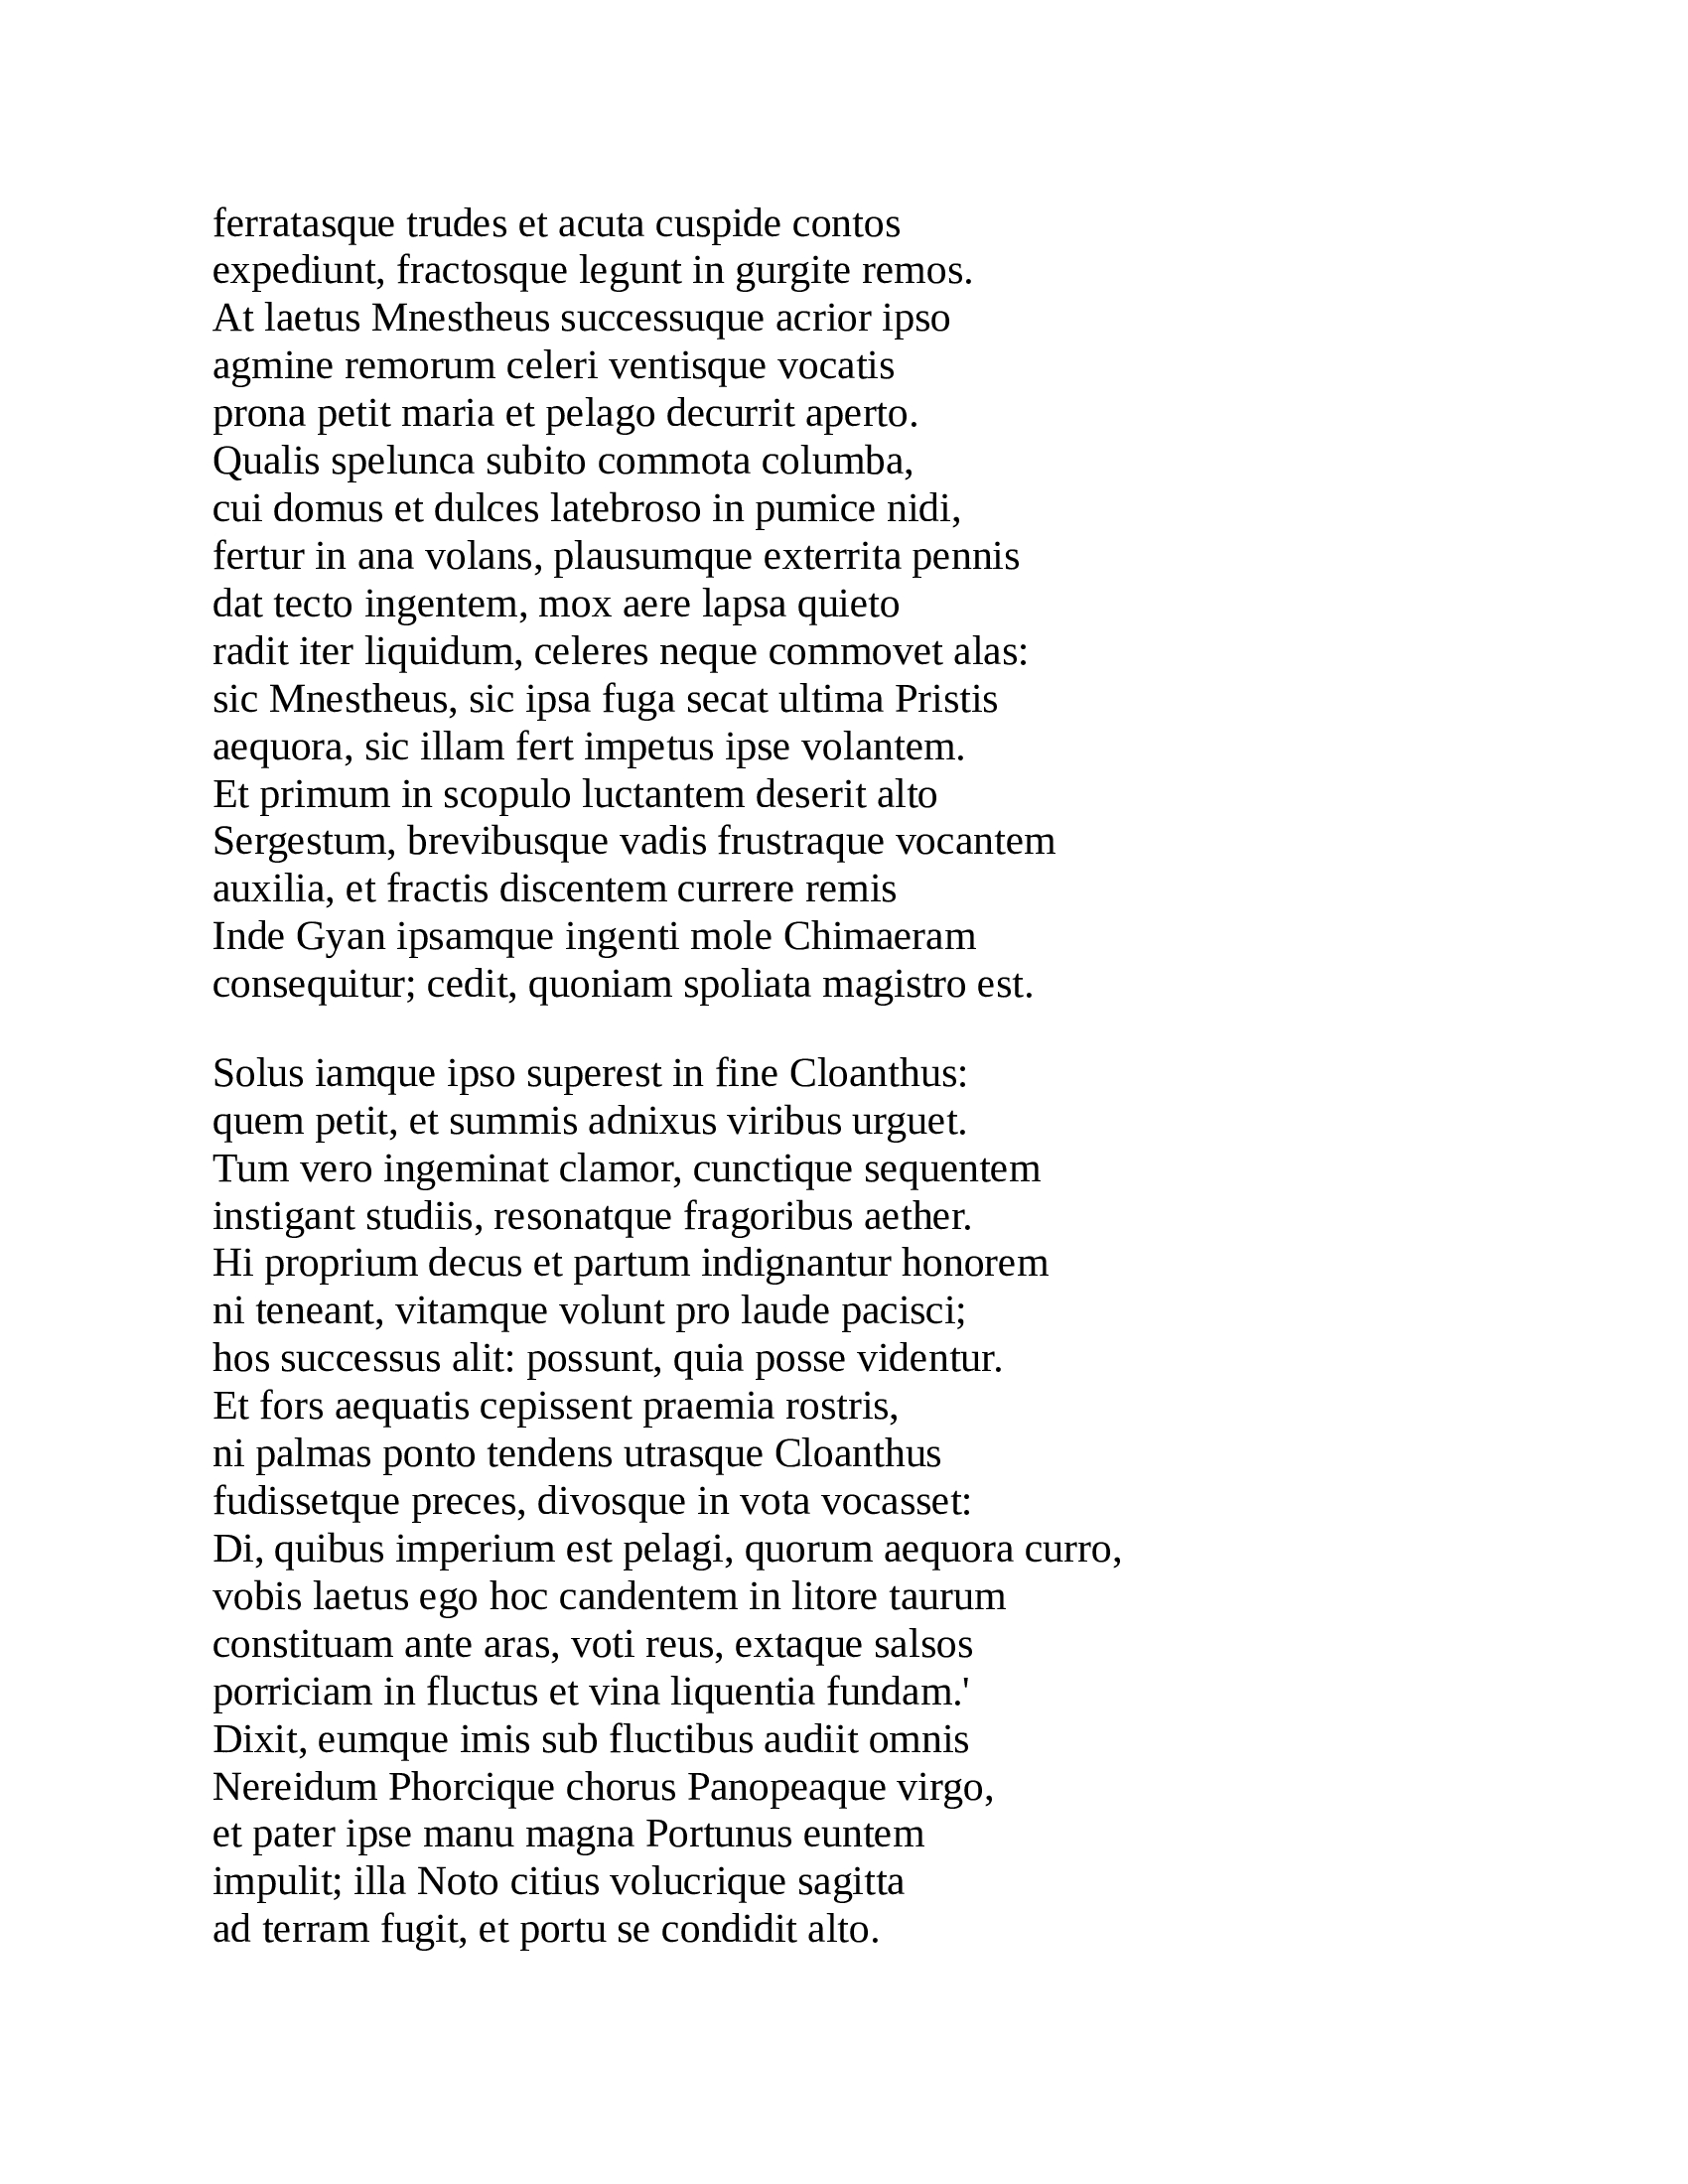 ferratasque trudes et acuta cuspide contos
expediunt, fractosque legunt in gurgite remos.
At laetus Mnestheus successuque acrior ipso
agmine remorum celeri ventisque vocatis
prona petit maria et pelago decurrit aperto.
Qualis spelunca subito commota columba,
cui domus et dulces latebroso in pumice nidi,
fertur in ana volans, plausumque exterrita pennis
dat tecto ingentem, mox aere lapsa quieto
radit iter liquidum, celeres neque commovet alas:
sic Mnestheus, sic ipsa fuga secat ultima Pristis
aequora, sic illam fert impetus ipse volantem.
Et primum in scopulo luctantem deserit alto
Sergestum, brevibusque vadis frustraque vocantem
auxilia, et fractis discentem currere remis
Inde Gyan ipsamque ingenti mole Chimaeram
consequitur; cedit, quoniam spoliata magistro est.

Solus iamque ipso superest in fine Cloanthus:
quem petit, et summis adnixus viribus urguet.
Tum vero ingeminat clamor, cunctique sequentem
instigant studiis, resonatque fragoribus aether.
Hi proprium decus et partum indignantur honorem
ni teneant, vitamque volunt pro laude pacisci;
hos successus alit: possunt, quia posse videntur.
Et fors aequatis cepissent praemia rostris,
ni palmas ponto tendens utrasque Cloanthus
fudissetque preces, divosque in vota vocasset:
Di, quibus imperium est pelagi, quorum aequora curro,
vobis laetus ego hoc candentem in litore taurum
constituam ante aras, voti reus, extaque salsos
porriciam in fluctus et vina liquentia fundam.'
Dixit, eumque imis sub fluctibus audiit omnis
Nereidum Phorcique chorus Panopeaque virgo,
et pater ipse manu magna Portunus euntem
impulit; illa Noto citius volucrique sagitta
ad terram fugit, et portu se condidit alto.